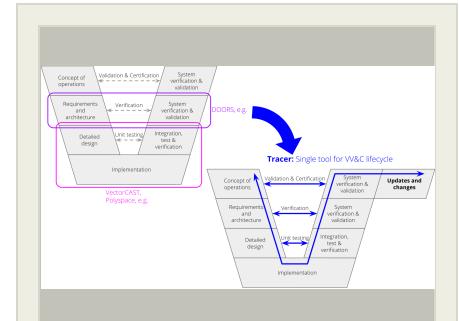 Concept of
operations
Validation & Certification
System
verification &
validation
Requirements
and
architecture
Verification
System
verification &
validation
DOORS, e.g.
Detailed
design
Unit testing
Integration,
test &
verification
Implementation
VectorCAST,
Polyspace, e.g.
Tracer: Single tool for VV&C lifecycle
Concept of
operations
Validation & Certification
System
verification &
validation
Updates and
changes
Requirements
and
architecture
Verification
System
verification &
validation
Detailed
design
Unit testing
Integration,
test &
verification
Implementation